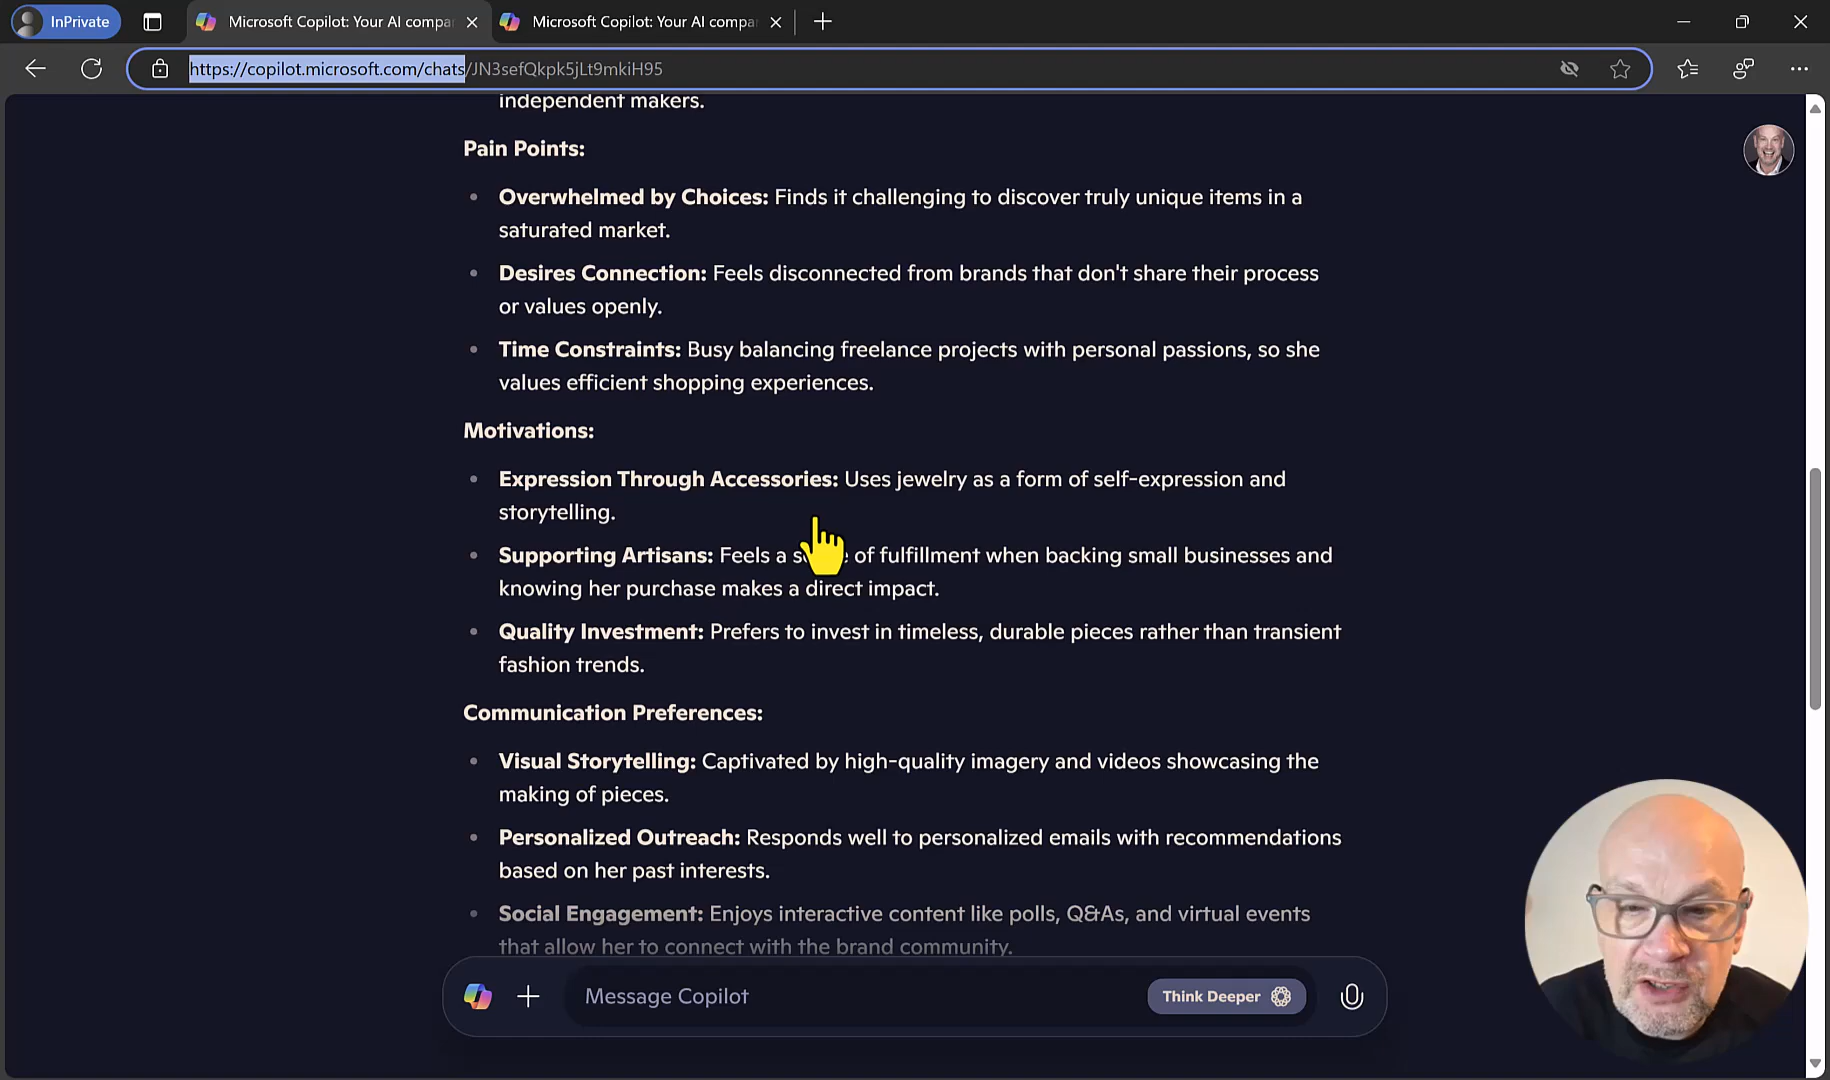 InPrivate
Microsoft Copilot: Your AI compa
Microsoft Copilot: Your AI compa
https://copilot.microsoft.com/chats/JN3sefQkpk5jLt9mkiH95
independent makers.
Pain Points:
• Overwhelmed by Choices: Finds it challenging to discover truly unique items in a
saturated market.
• Desires Connection: Feels disconnected from brands that don't share their process
or values openly.
• Time Constraints: Busy balancing freelance projects with personal passions, so she
values efficient shopping experiences.
Motivations:
• Expression Through Accessories: Uses jewelry as a form of self-expression and
storytelling.
• Supporting Artisans: Feels a of fulfillment when backing small businesses and
knowing her purchase makes a direct impact.
• Quality Investment: Prefers to invest in timeless, durable pieces rather than transient
fashion trends.
Communication Preferences:
• Visual Storytelling: Captivated by high-quality imagery and videos showcasing the
making of pieces.
• Personalized Outreach: Responds well to personalized emails with recommendations
based on her past interests.
• Social Engagement: Enjoys interactive content like polls, Q&As, and virtual events
that allow her to connect with the brand community.
Message Copilot
Think Deeper